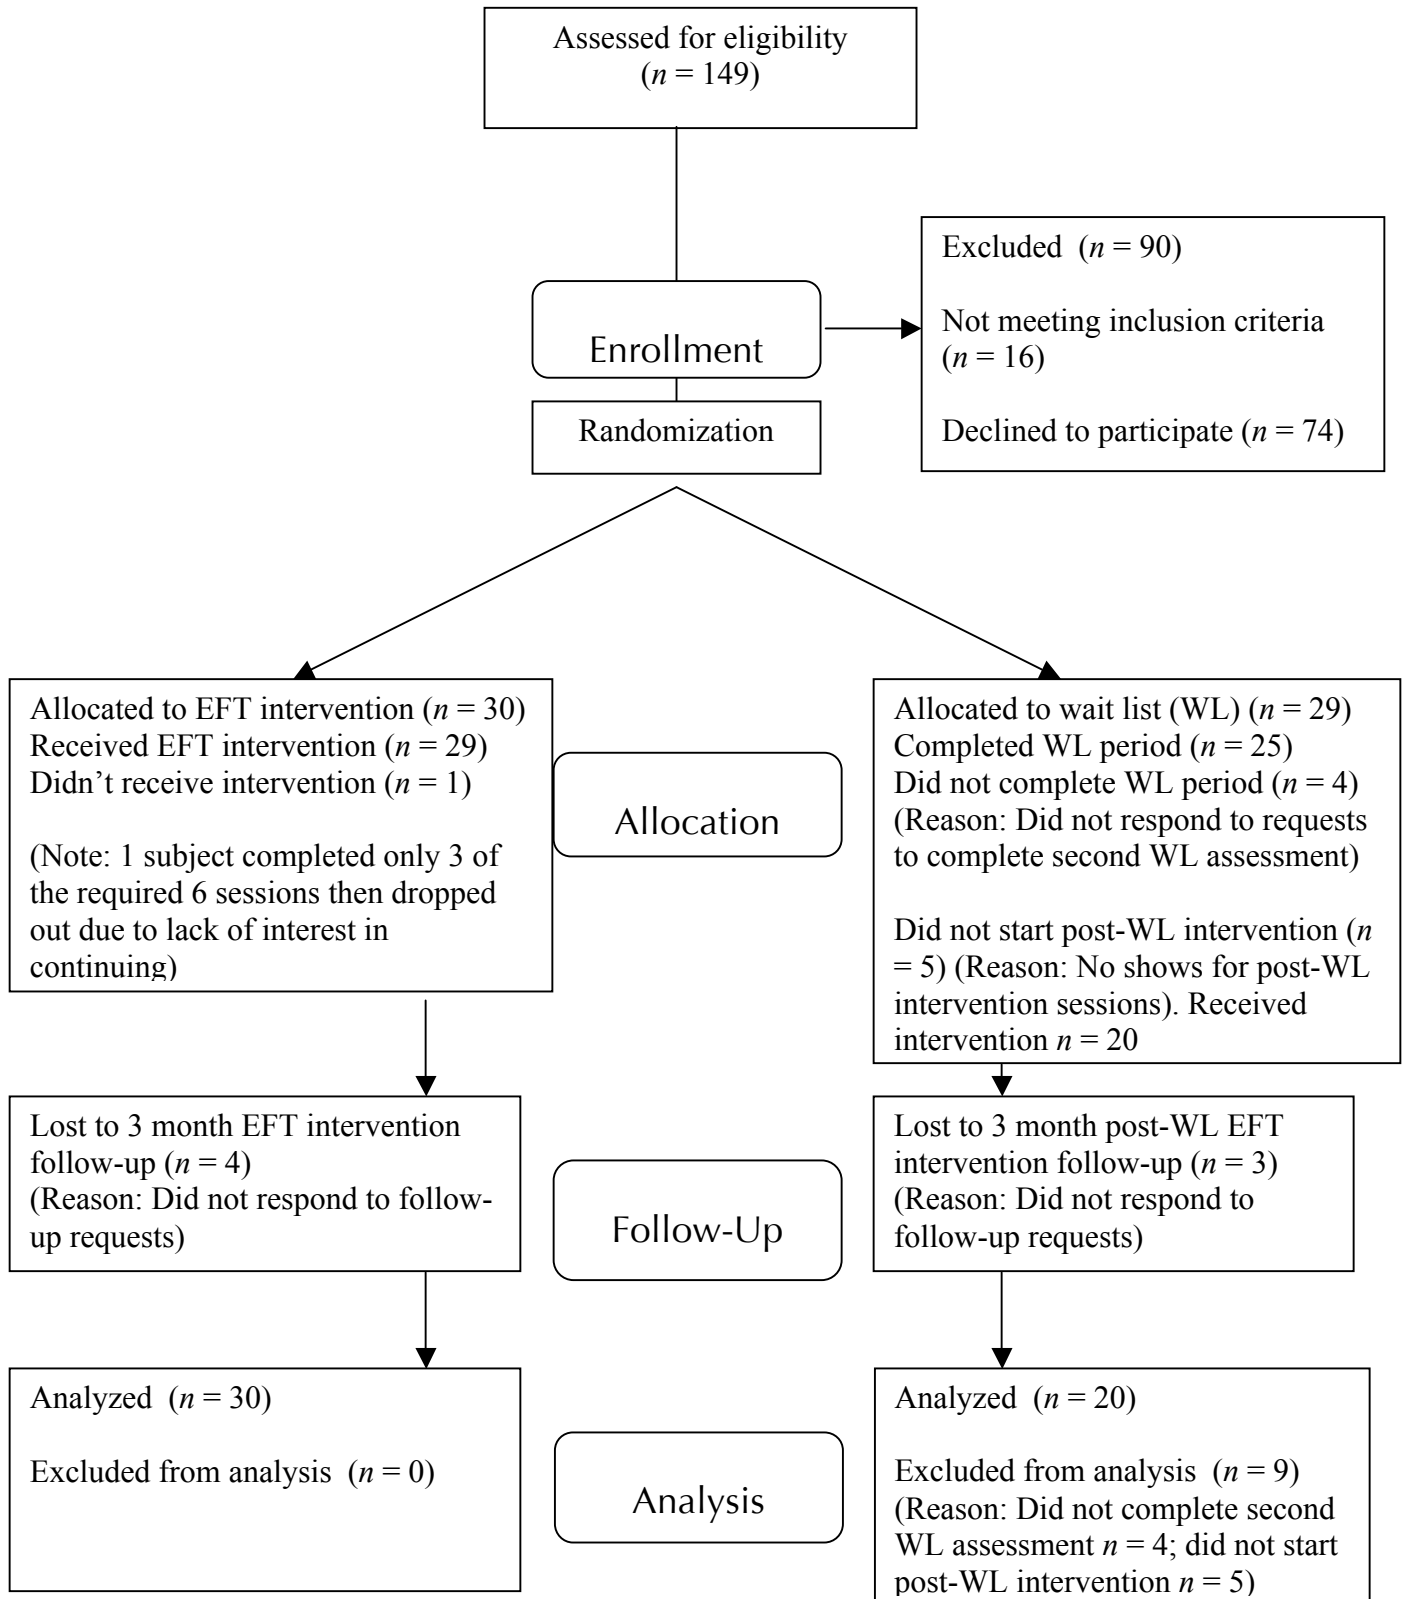 Assessed for eligibility
(n = 149)
Excluded (n = 90)
Not meeting inclusion criteria
(n = 16)
Declined to participate (n = 74)
Enrollment
Randomization
Allocated to EFT intervention (n = 30)
Received EFT intervention (n = 29)
Didn’t receive intervention (n = 1)
(Note: 1 subject completed only 3 of
the required 6 sessions then dropped
out due to lack of interest in
continuing)
Allocation
Allocated to wait list (WL) (n = 29)
Completed WL period (n = 25)
Did not complete WL period (n = 4)
(Reason: Did not respond to requests
to complete second WL assessment)
Did not start post-WL intervention (n
= 5) (Reason: No shows for post-WL
intervention sessions). Received
intervention n = 20
Lost to 3 month EFT intervention
follow-up (n = 4)
(Reason: Did not respond to follow-
up requests)
Follow-Up
Lost to 3 month post-WL EFT
intervention follow-up (n = 3)
(Reason: Did not respond to
follow-up requests)
Analyzed (n = 30)
Excluded from analysis (n = 0)
Analysis
Analyzed (n = 20)
Excluded from analysis (n = 9)
(Reason: Did not complete second
WL assessment n = 4; did not start
post-WL intervention n = 5)